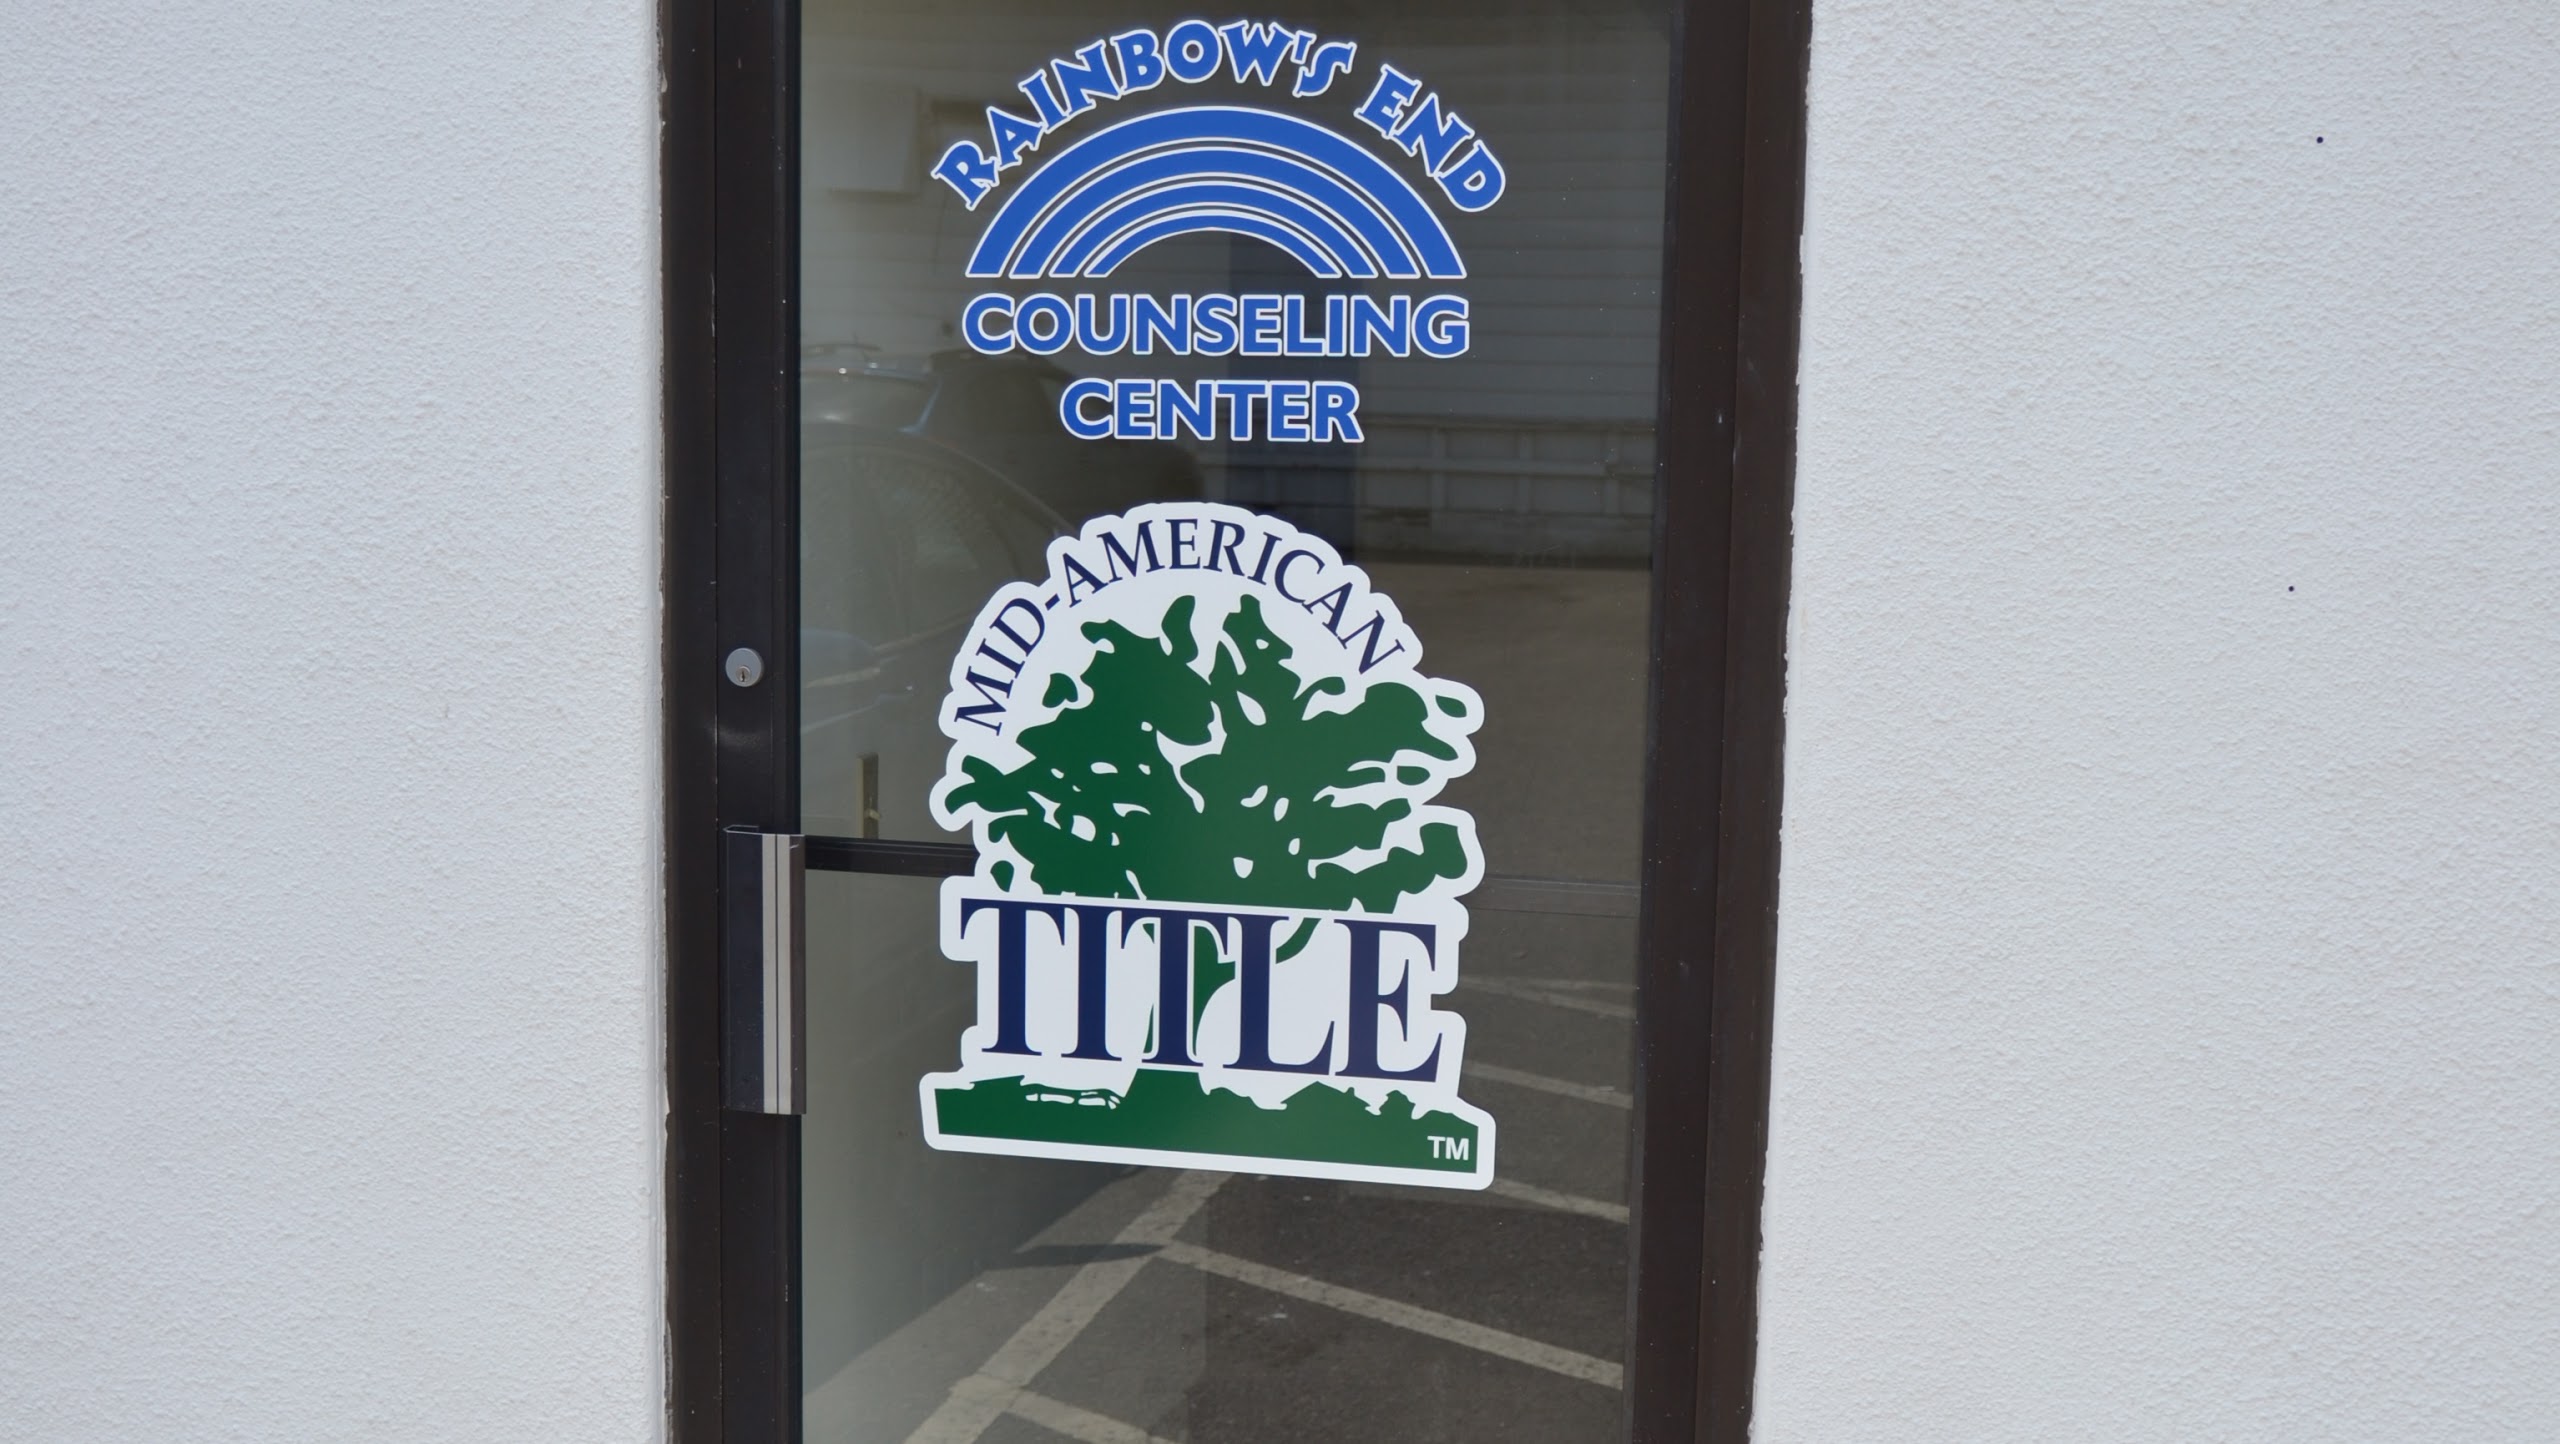 RAINBOW'S END
COUNSELING
CENTER
MID-AMERICAN
TITLE
TM